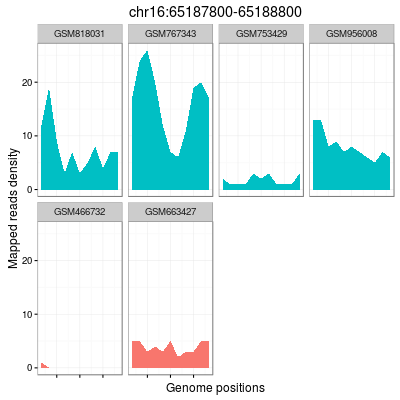 chr16:65187800-65188800
GSM818031 GSM767343 GSM753429 GSM956008
20
10
0
GSM466732 GSM663427
20
10
0
Mapped reads density
Genome positions